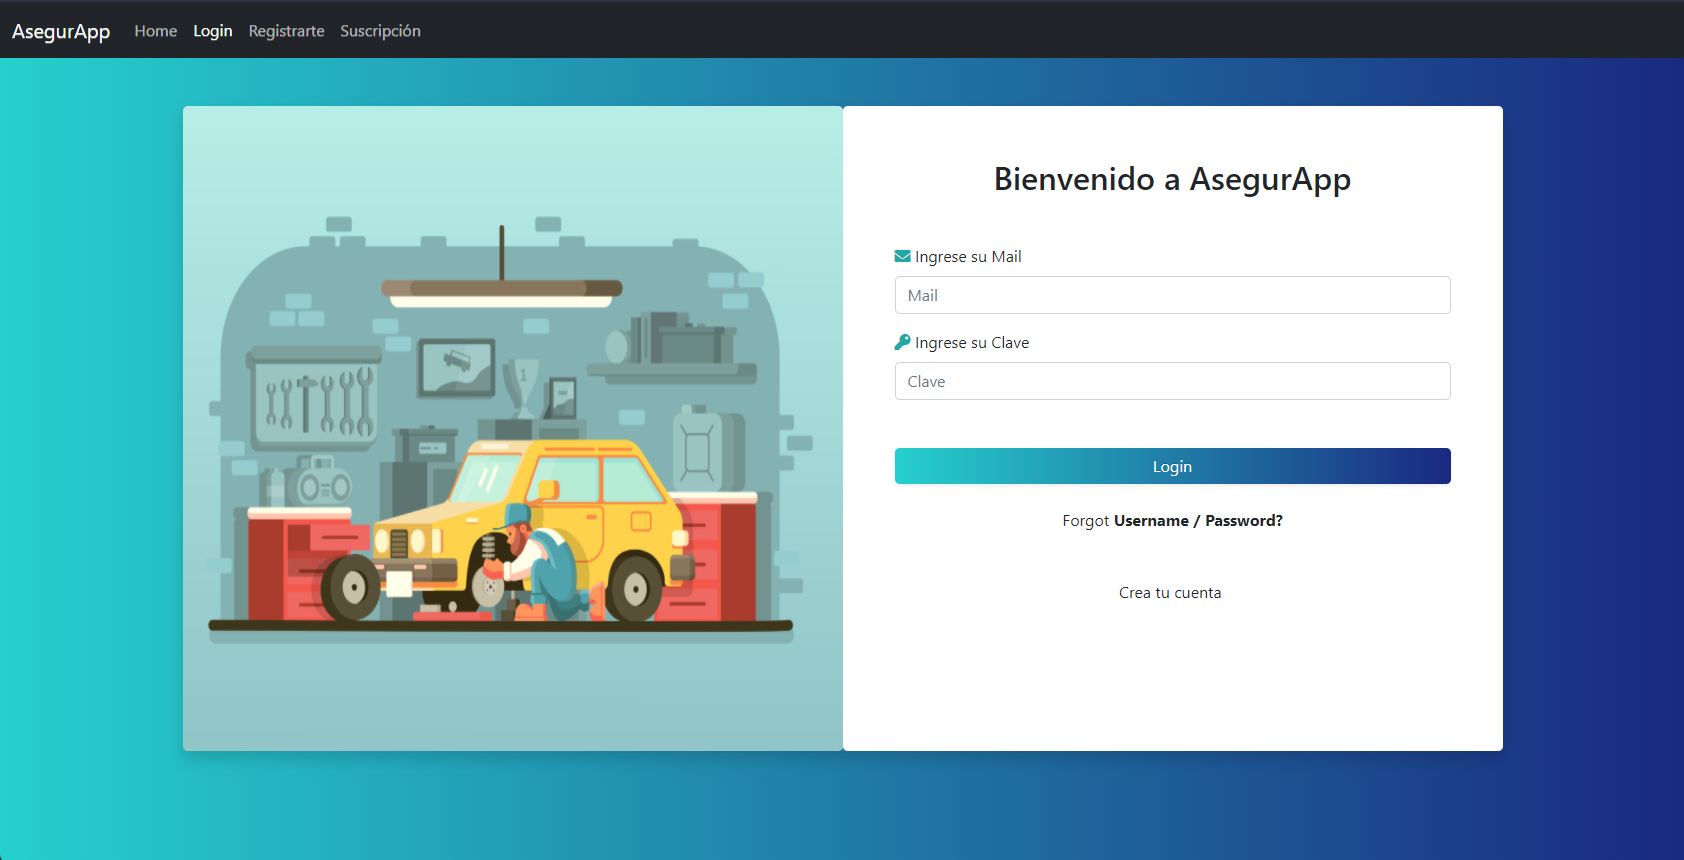 AsegurApp Home Login Registrarte Suscripción
Bienvenido a AsegurApp
Ingrese su Mail
Mail
Ingrese su Clave
Clave
Login
Forgot Username / Password?
Crea tu cuenta
1